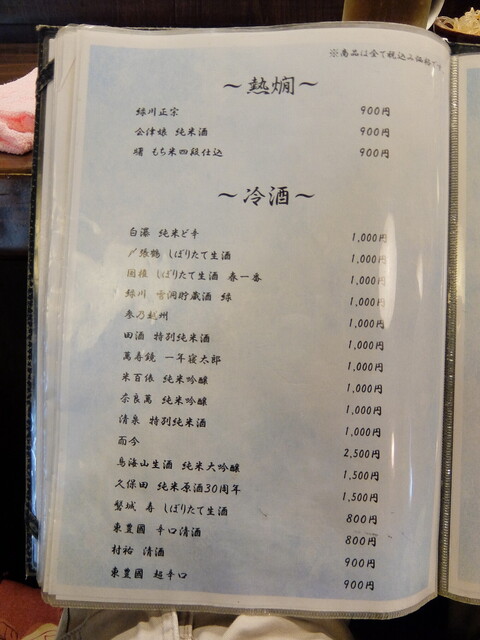 ※商品は全て税込み価格です
～熱燗～
緑川正宗 900円
会津娘 純米酒 900円
曙 もち米四段仕込 900円
～冷酒～
白瀑 純米ど辛 1,000円
〆張鶴 しぼりたて生酒 1,000円
国権 しぼりたて生酒 春一番 1,000円
緑川 雪洞貯蔵酒 緑 1,000円
参乃越州 1,000円
田酒 特別純米酒 1,000円
萬寿鏡 一年寝太郎 1,000円
米百俵 純米吟醸 1,000円
奈良萬 純米吟醸 1,000円
清泉 特別純米酒 1,000円
而今 2,500円
鳥海山生酒 純米大吟醸 1,500円
久保田 純米原酒30周年 1,500円
磐城 寿 しぼりたて生酒 800円
東豊國 辛口清酒 800円
村祐 清酒 900円
東豊國 超辛口 900円